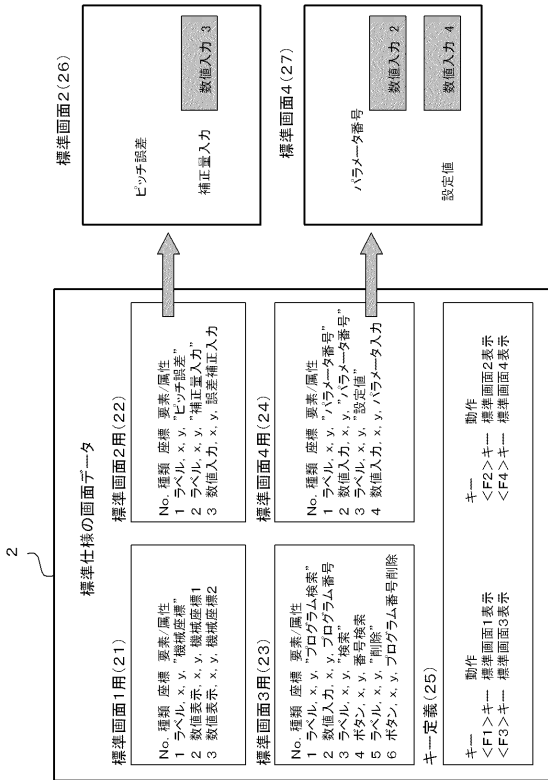 2
標準仕様の画面データ
標準画面1用(21)
No. 種類 座標 要素/属性
1 ラベル, x, y, "機械座標"
2 数値表示, x, y, 機械座標1
3 数値表示, x, y, 機械座標2
標準画面2用(22)
No. 種類 座標 要素/属性
1 ラベル, x, y, "ピッチ誤差"
2 ラベル, x, y, "補正量入力"
3 数値入力, x, y, 誤差補正入力
標準画面3用(23)
No. 種類 座標 要素/属性
1 ラベル, x, y, "プログラム検索"
2 数値入力, x, y, プログラム番号
3 ラベル, x, y, "検索"
4 ボタン, x, y, 番号検索
5 ラベル, x, y, "削除"
6 ボタン, x, y, プログラム番号削除
標準画面4用(24)
No. 種類 座標 要素/属性
1 ラベル, x, y, "パラメータ番号"
2 数値入力, x, y, "パラメータ番号"
3 ラベル, x, y, "設定値"
4 数値入力, x, y, パラメータ入力
キー定義(25)
キー 動作
<F1>キー 標準画面1表示
<F3>キー 標準画面3表示
キー 動作
<F2>キー 標準画面2表示
<F4>キー 標準画面4表示
標準画面2(26)
ピッチ誤差
補正量入力 数値入力 3
標準画面4(27)
パラメータ番号
数値入力 2
設定値 数値入力 4